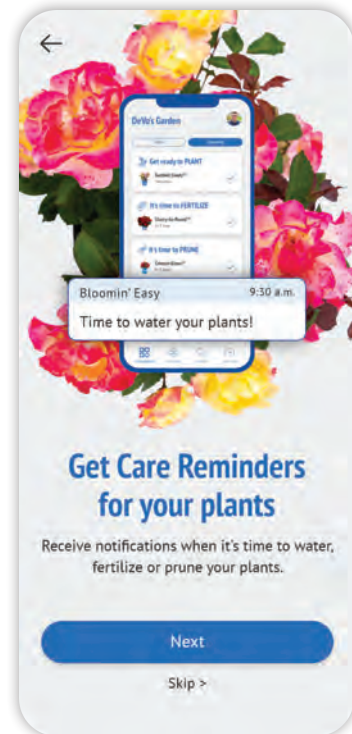 DeVo's Garden
Get ready to PLANT
It's time to FERTILIZE
It's time to PRUNE
Bloomin' Easy 9:30 a.m.
Time to water your plants!
Get Care Reminders
for your plants
Receive notifications when it's time to water,
fertilize or prune your plants.
Next
Skip >